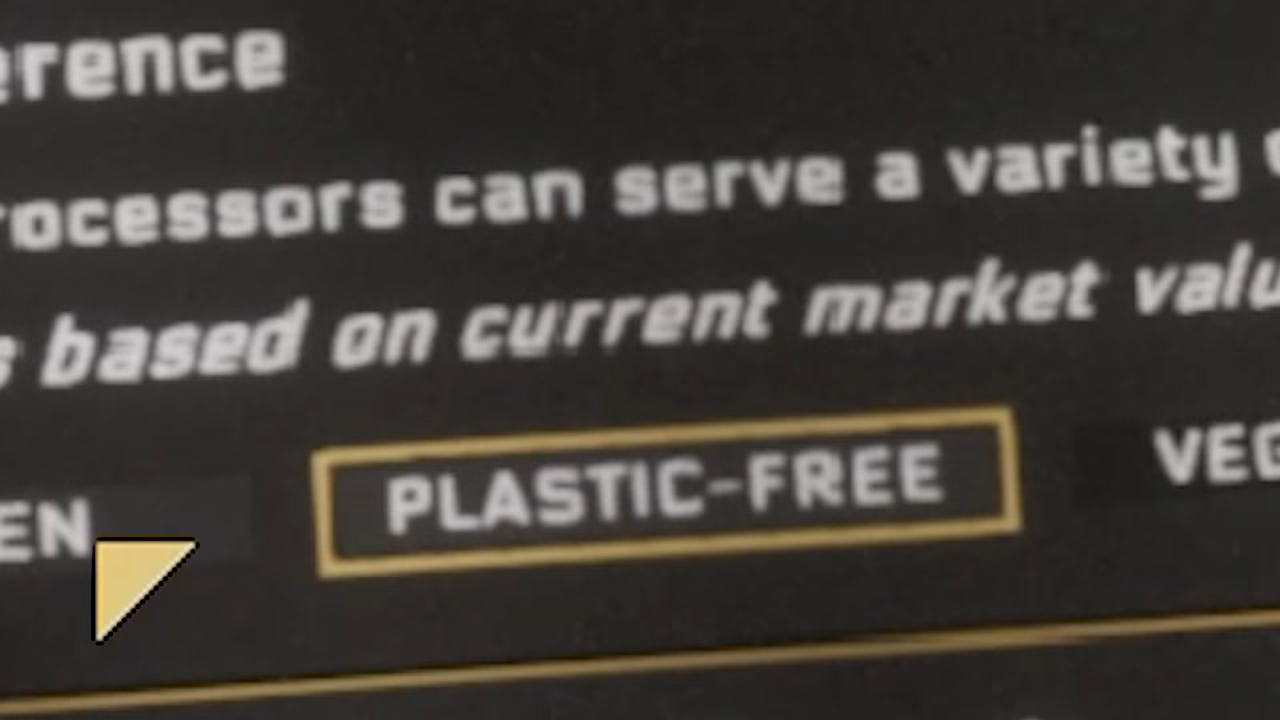 erence
rocessors can serve a variety
s based on current market valu
EN PLASTIC-FREE VEG